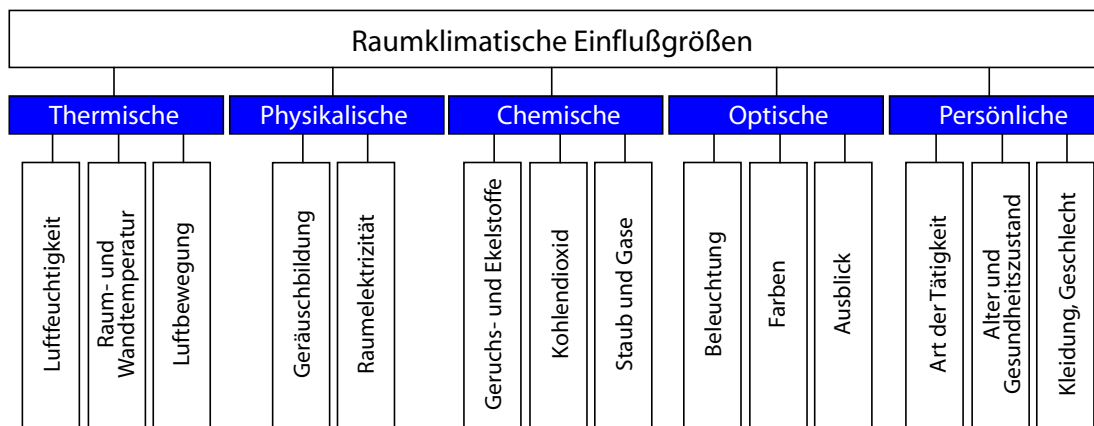 Raumklimatische Einflußgrößen
Thermische
Physikalische
Chemische
Optische
Persönliche
Luftfeuchtigkeit
Raum- und
Wandtemperatur
Luftbewegung
Geräuschbildung
Raumelektrizität
Geruchs- und Ekelstoffe
Kohlendioxid
Staub und Gase
Beleuchtung
Farben
Ausblick
Art der Tätigkeit
Alter und
Gesundheitszustand
Kleidung, Geschlecht